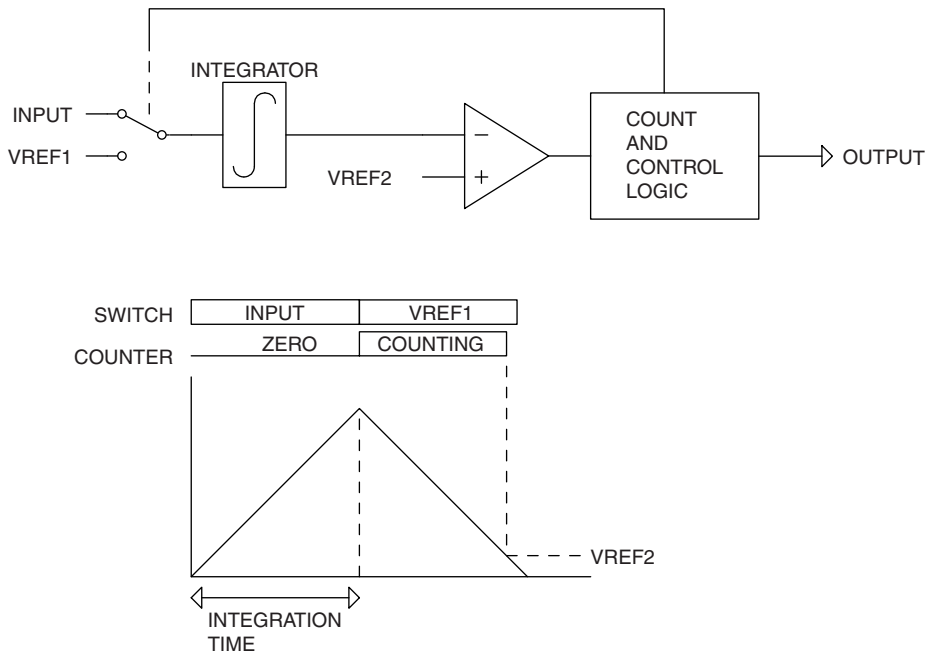 INTEGRATOR
INPUT
VREF1
VREF2
−
+
COUNT
AND
CONTROL
LOGIC
OUTPUT
SWITCH INPUT VREF1
COUNTER ZERO COUNTING
VREF2
INTEGRATION
TIME